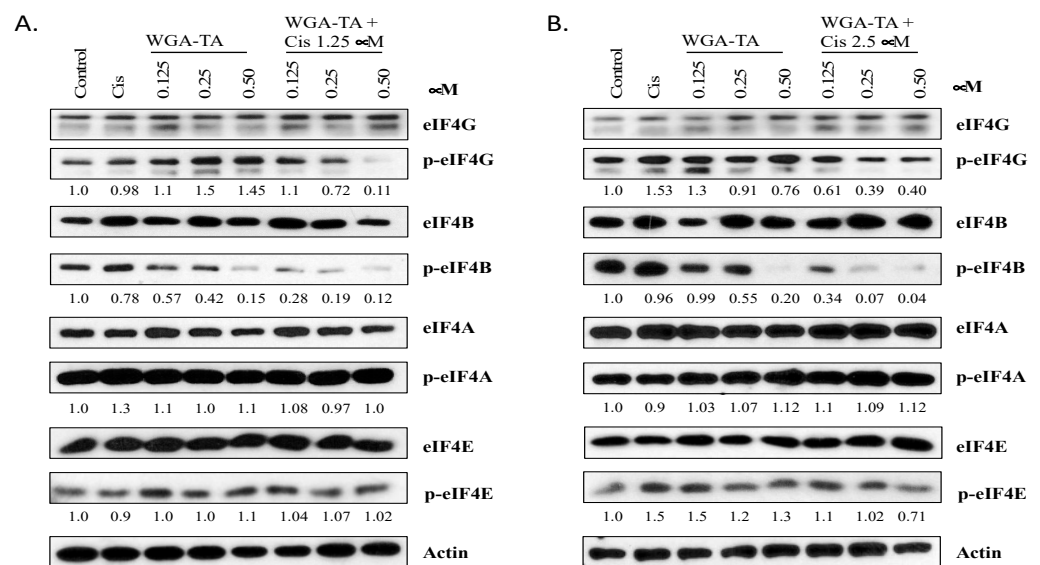 A.
WGA-TA
WGA-TA +
Cis 1.25 ∝M
Control Cis 0.125 0.25 0.50 0.125 0.25 0.50 ∝M
eIF4G
p-eIF4G
1.0 0.98 1.1 1.5 1.45 1.1 0.72 0.11
eIF4B
p-eIF4B
1.0 0.78 0.57 0.42 0.15 0.28 0.19 0.12
eIF4A
p-eIF4A
1.0 1.3 1.1 1.0 1.1 1.08 0.97 1.0
eIF4E
p-eIF4E
1.0 0.9 1.0 1.0 1.1 1.04 1.07 1.02
Actin
B.
WGA-TA
WGA-TA +
Cis 2.5 ∝M
Control Cis 0.125 0.25 0.50 0.125 0.25 0.50 ∝M
eIF4G
p-eIF4G
1.0 1.53 1.3 0.91 0.76 0.61 0.39 0.40
eIF4B
p-eIF4B
1.0 0.96 0.99 0.55 0.20 0.34 0.07 0.04
eIF4A
p-eIF4A
1.0 0.9 1.03 1.07 1.12 1.1 1.09 1.12
eIF4E
p-eIF4E
1.0 1.5 1.5 1.2 1.3 1.1 1.02 0.71
Actin